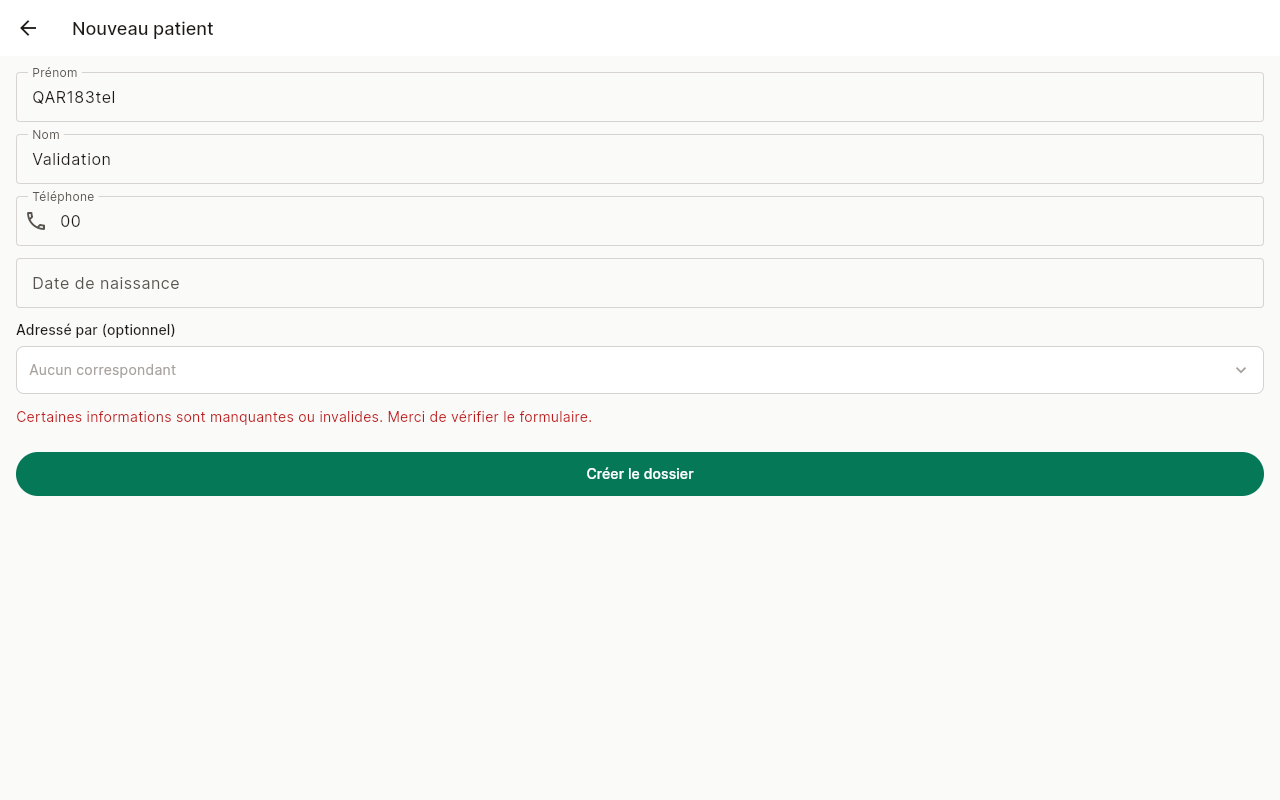 Nouveau patient
Prénom
QAR183tel
Nom
Validation
Téléphone
00
Date de naissance
Adressé par (optionnel)
Aucun correspondant
Certaines informations sont manquantes ou invalides. Merci de vérifier le formulaire.
Créer le dossier